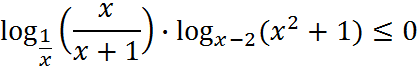 log_{1/x}(x/(x+1)) · log_{x−2}(x² + 1) ≤ 0